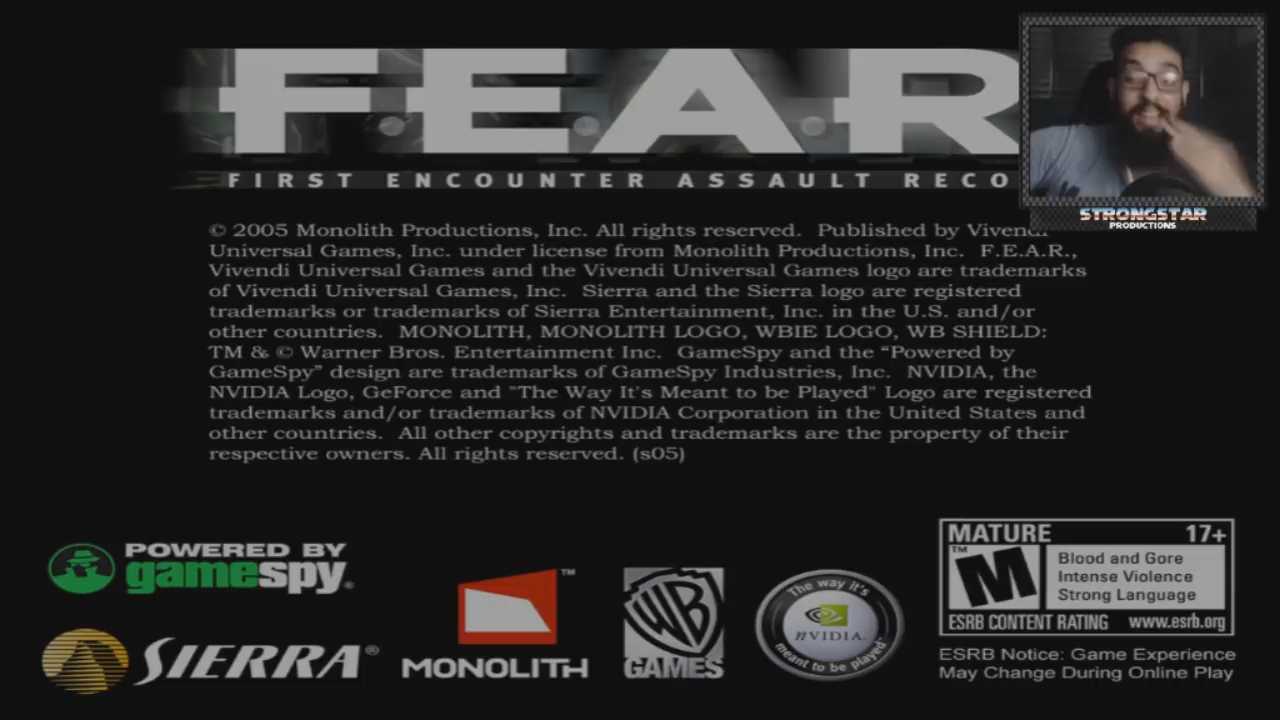 F.E.A.R
FIRST ENCOUNTER ASSAULT RECO
STRONGSTAR
PRODUCTIONS
© 2005 Monolith Productions, Inc. All rights reserved. Published by Vivendi
Universal Games, Inc. under license from Monolith Productions, Inc. F.E.A.R.,
Vivendi Universal Games and the Vivendi Universal Games logo are trademarks
of Vivendi Universal Games, Inc. Sierra and the Sierra logo are registered
trademarks or trademarks of Sierra Entertainment, Inc. in the U.S. and/or
other countries. MONOLITH, MONOLITH LOGO, WBIE LOGO, WB SHIELD:
TM & © Warner Bros. Entertainment Inc. GameSpy and the “Powered by
GameSpy” design are trademarks of GameSpy Industries, Inc. NVIDIA, the
NVIDIA Logo, GeForce and "The Way It's Meant to be Played" Logo are registered
trademarks and/or trademarks of NVIDIA Corporation in the United States and
other countries. All other copyrights and trademarks are the property of their
respective owners. All rights reserved. (s05)
POWERED BY
gamespy®
SIERRA®
TM
MONOLITH
WB
GAMES
The way it's
nVIDIA.
meant to be played
MATURE 17+
TM
M
Blood and Gore
Intense Violence
Strong Language
ESRB CONTENT RATING www.esrb.org
ESRB Notice: Game Experience
May Change During Online Play